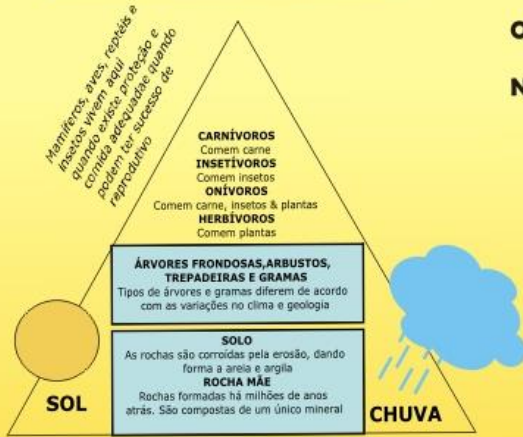 Mamíferos, aves, reptéis e
insetos vivem aqui
quando existe proteção e
comida adequadae quando
podem ter sucesso de
reprodutivo
CARNÍVOROS
Comem carne
INSETÍVOROS
Comem insetos
ONÍVOROS
Comem carne, insetos & plantas
HERBÍVOROS
Comem plantas
ÁRVORES FRONDOSAS,ARBUSTOS,
TREPADEIRAS E GRAMAS
Tipos de árvores e gramas diferem de acordo
com as variações no clima e geologia
SOLO
As rochas são corroídas pela erosão, dando
forma a areia e argila
ROCHA MÃE
Rochas formadas há milhões de anos
atrás. São compostas de um único mineral
SOL
CHUVA